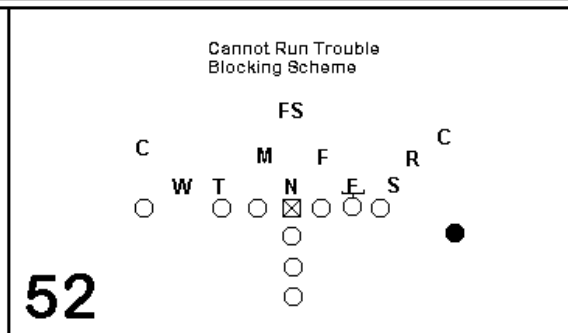 Cannot Run Trouble
Blocking Scheme
FS
C
C
M
F
R
W T N E S
52